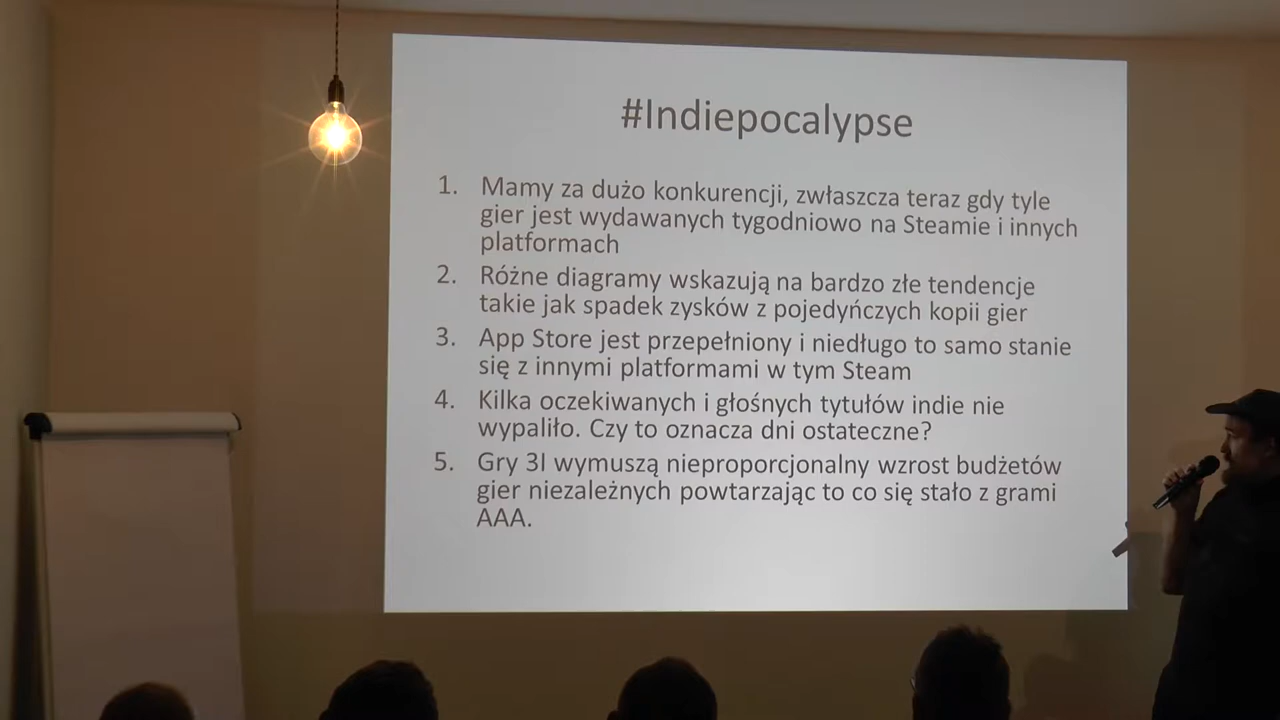 #Indiepocalypse
1. Mamy za dużo konkurencji, zwłaszcza teraz gdy tyle
gier jest wydawanych tygodniowo na Steamie i innych
platformach
2. Różne diagramy wskazują na bardzo złe tendencje
takie jak spadek zysków z pojedyńczych kopii gier
3. App Store jest przepełniony i niedługo to samo stanie
się z innymi platformami w tym Steam
4. Kilka oczekiwanych i głośnych tytułów indie nie
wypaliło. Czy to oznacza dni ostateczne?
5. Gry 3I wymuszą nieproporcjonalny wzrost budżetów
gier niezależnych powtarzając to co się stało z grami
AAA.